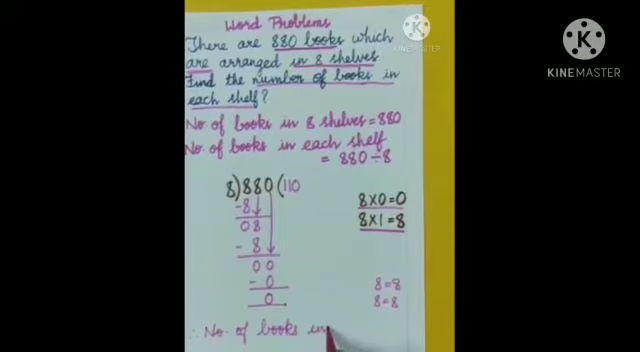 Word Problems
There are 880 books which
are arranged in 8 shelves
Find the number of books in
each shelf?
No. of books in 8 shelves = 880
No. of books in each shelf
= 880 ÷ 8
8)880(110
-8
08
-8
00
-0
0
8×0=0
8×1=8
8=8
8=8
∴ No. of books in
KINEMASTER
KINEMASTER